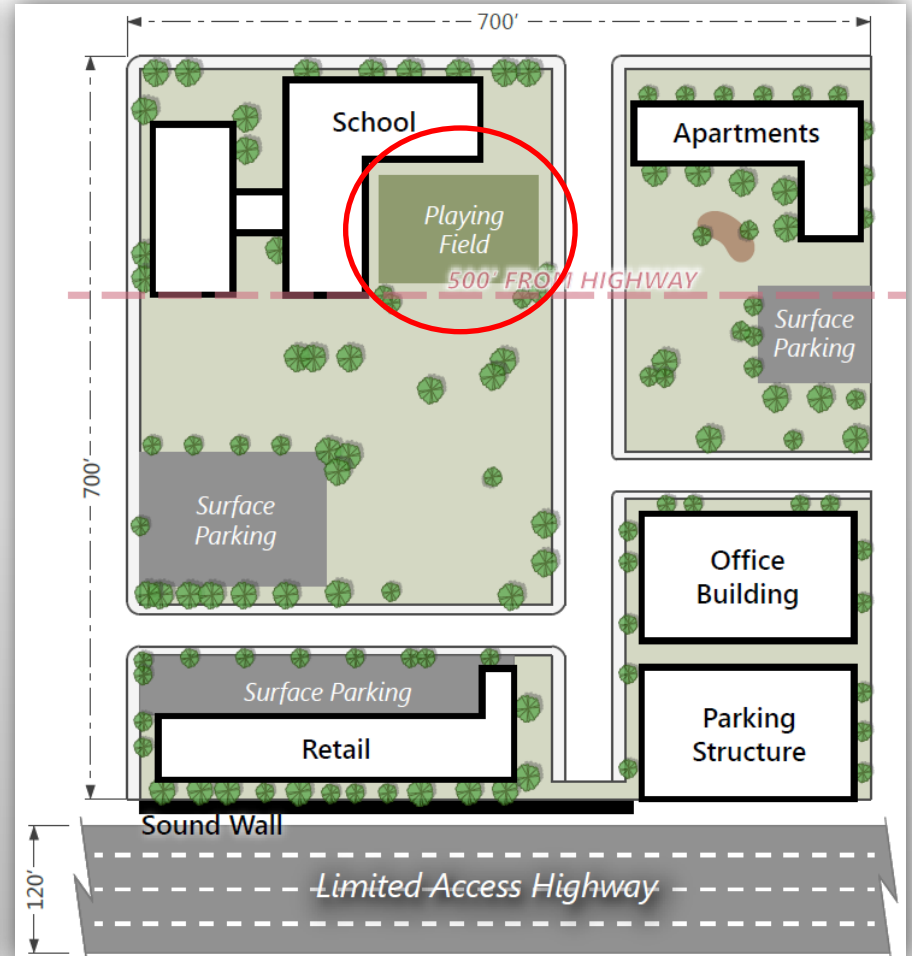 700'
School
Apartments
Playing
Field
500' FROM HIGHWAY
Surface
Parking
700'
Surface
Parking
Office
Building
Surface Parking
Retail
Parking
Structure
Sound Wall
120'
Limited Access Highway